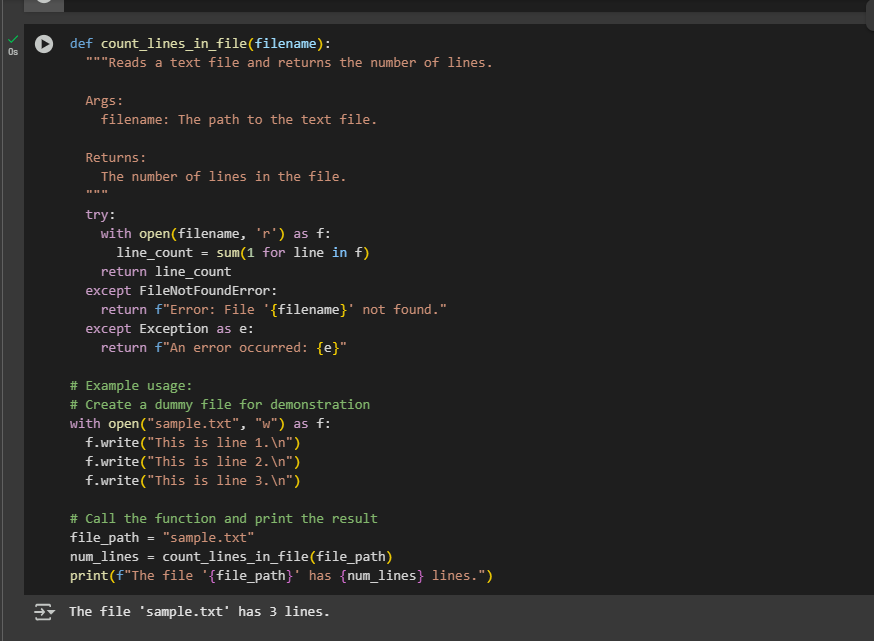 0s
def count_lines_in_file(filename):
  """Reads a text file and returns the number of lines.

  Args:
    filename: The path to the text file.

  Returns:
    The number of lines in the file.
  """
  try:
    with open(filename, 'r') as f:
      line_count = sum(1 for line in f)
    return line_count
  except FileNotFoundError:
    return f"Error: File '{filename}' not found."
  except Exception as e:
    return f"An error occurred: {e}"

# Example usage:
# Create a dummy file for demonstration
with open("sample.txt", "w") as f:
  f.write("This is line 1.\n")
  f.write("This is line 2.\n")
  f.write("This is line 3.\n")

# Call the function and print the result
file_path = "sample.txt"
num_lines = count_lines_in_file(file_path)
print(f"The file '{file_path}' has {num_lines} lines.")
The file 'sample.txt' has 3 lines.